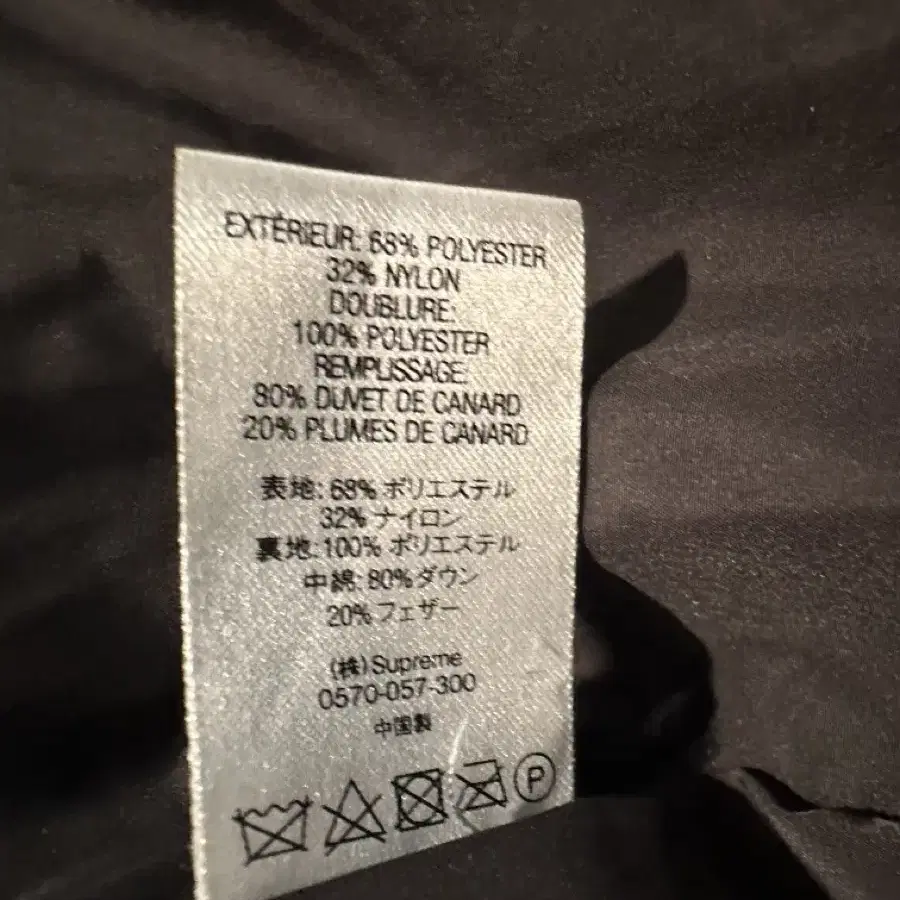 EXTÉRIEUR: 68% POLYESTER
32% NYLON
DOUBLURE:
100% POLYESTER
REMPLISSAGE:
80% DUVET DE CANARD
20% PLUMES DE CANARD
表地: 68% ポリエステル
32% ナイロン
裏地: 100% ポリエステル
中綿: 80% ダウン
20% フェザー
(株) Supreme
0570-057-300
中国製
P